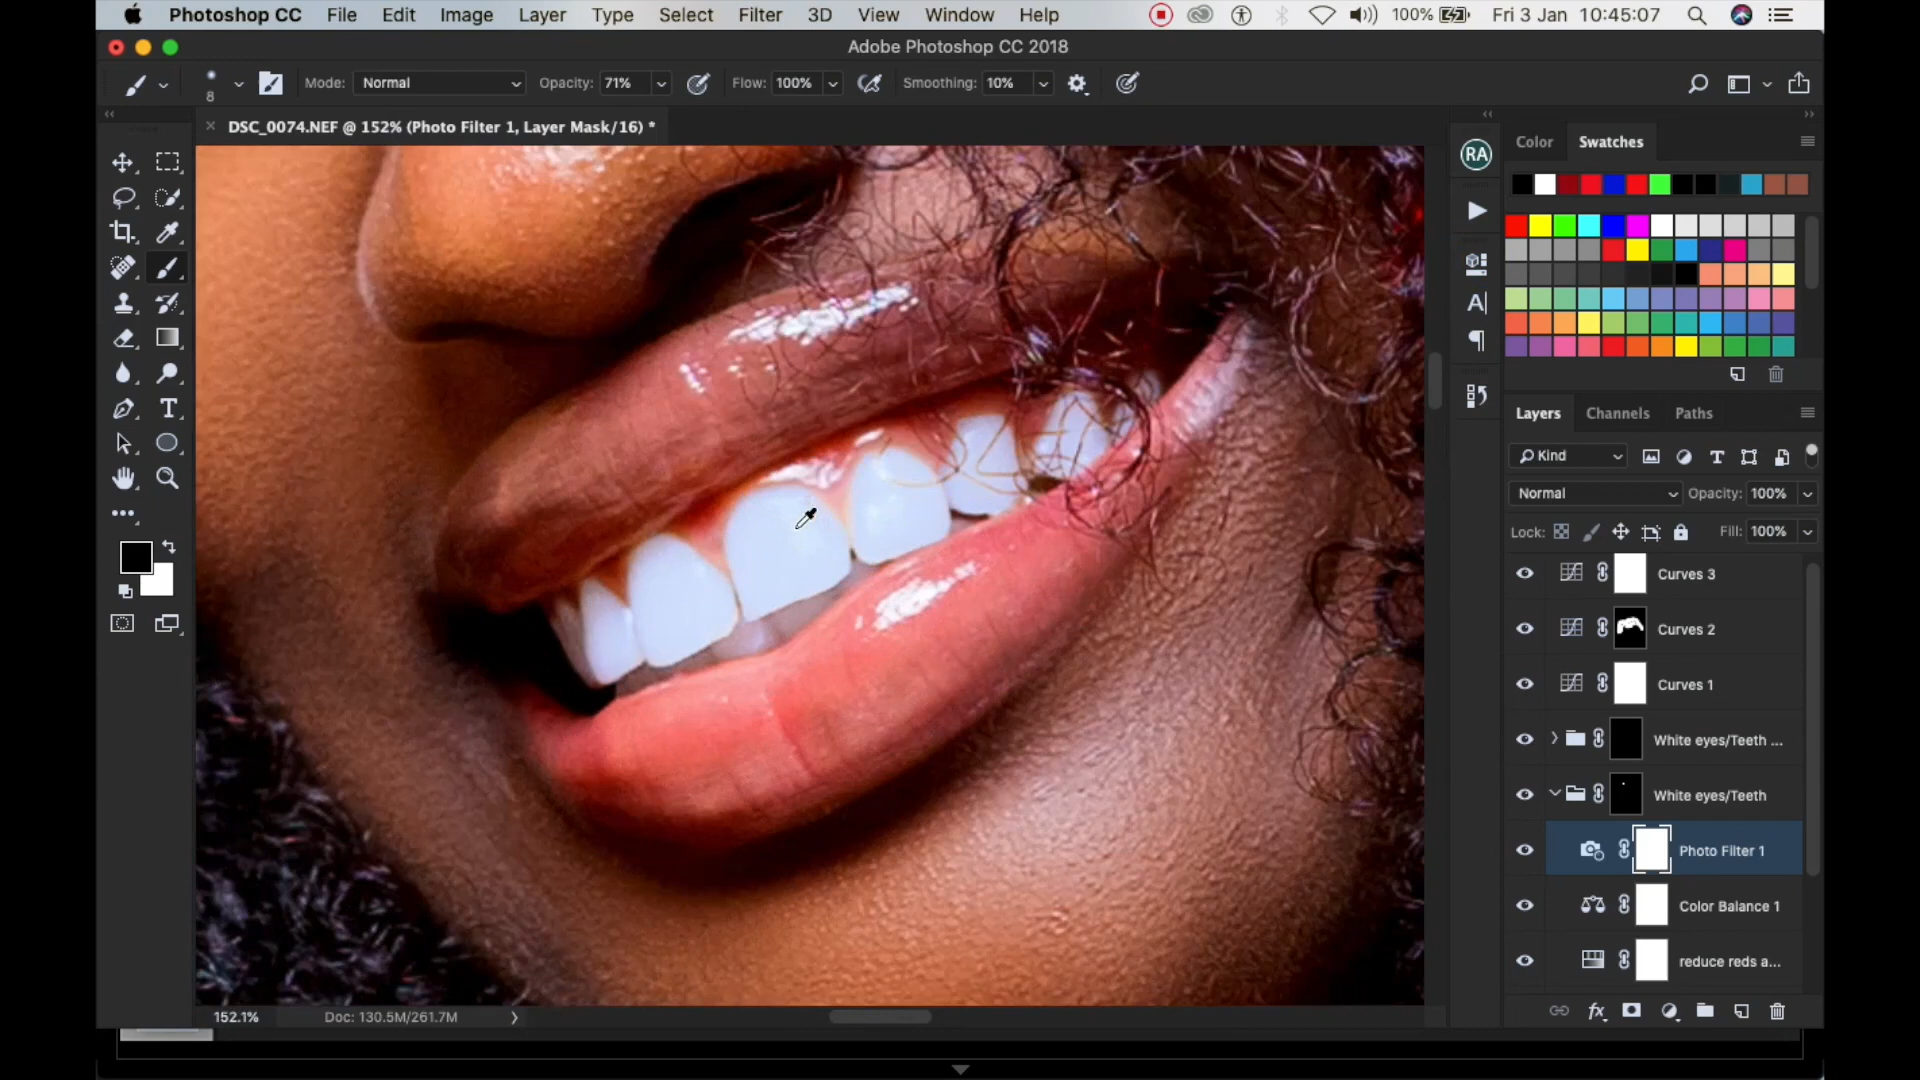 Photoshop CC File Edit Image Layer Type Select Filter 3D View Window Help 100% Fri 3 Jan 10:45:07
Adobe Photoshop CC 2018
8 Mode: Normal Opacity: 71% Flow: 100% Smoothing: 10%
DSC_0074.NEF @ 152% (Photo Filter 1, Layer Mask/16) *
Color Swatches
RA
Layers Channels Paths
Kind
Normal Opacity: 100%
Lock: Fill: 100%
Curves 3
Curves 2
Curves 1
White eyes/Teeth ...
White eyes/Teeth
Photo Filter 1
Color Balance 1
reduce reds a...
152.1% Doc: 130.5M/261.7M
fx